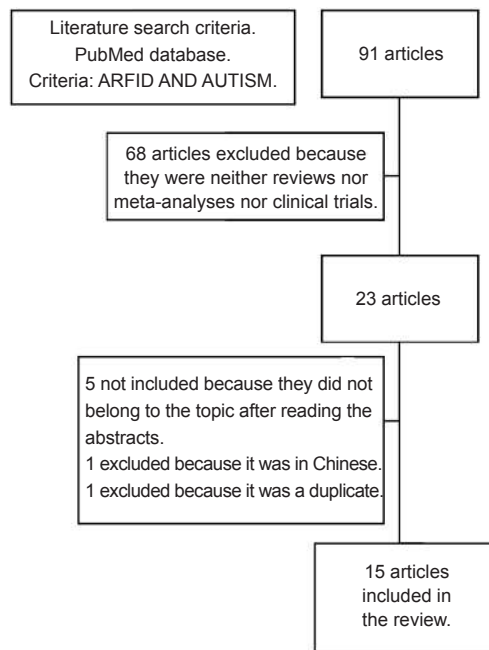 Literature search criteria.
PubMed database.
Criteria: ARFID AND AUTISM.
91 articles
68 articles excluded because
they were neither reviews nor
meta-analyses nor clinical trials.
23 articles
5 not included because they did not
belong to the topic after reading the
abstracts.
1 excluded because it was in Chinese.
1 excluded because it was a duplicate.
15 articles
included in
the review.